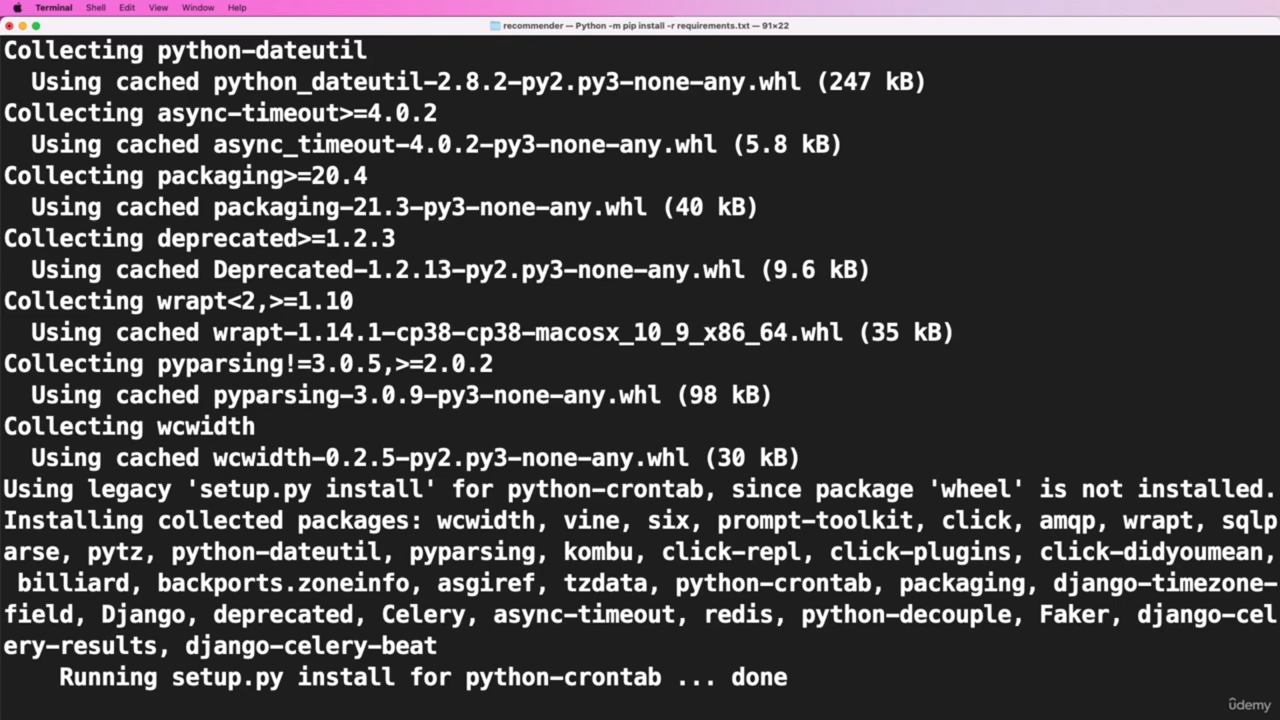 Terminal Shell Edit View Window Help
recommender — Python -m pip install -r requirements.txt — 91×22
Collecting python-dateutil
  Using cached python_dateutil-2.8.2-py2.py3-none-any.whl (247 kB)
Collecting async-timeout>=4.0.2
  Using cached async_timeout-4.0.2-py3-none-any.whl (5.8 kB)
Collecting packaging>=20.4
  Using cached packaging-21.3-py3-none-any.whl (40 kB)
Collecting deprecated>=1.2.3
  Using cached Deprecated-1.2.13-py2.py3-none-any.whl (9.6 kB)
Collecting wrapt<2,>=1.10
  Using cached wrapt-1.14.1-cp38-cp38-macosx_10_9_x86_64.whl (35 kB)
Collecting pyparsing!=3.0.5,>=2.0.2
  Using cached pyparsing-3.0.9-py3-none-any.whl (98 kB)
Collecting wcwidth
  Using cached wcwidth-0.2.5-py2.py3-none-any.whl (30 kB)
Using legacy 'setup.py install' for python-crontab, since package 'wheel' is not installed.
Installing collected packages: wcwidth, vine, six, prompt-toolkit, click, amqp, wrapt, sqlp
arse, pytz, python-dateutil, pyparsing, kombu, click-repl, click-plugins, click-didyoumean,
 billiard, backports.zoneinfo, asgiref, tzdata, python-crontab, packaging, django-timezone-
field, Django, deprecated, Celery, async-timeout, redis, python-decouple, Faker, django-cel
ery-results, django-celery-beat
    Running setup.py install for python-crontab ... done
ûdemy